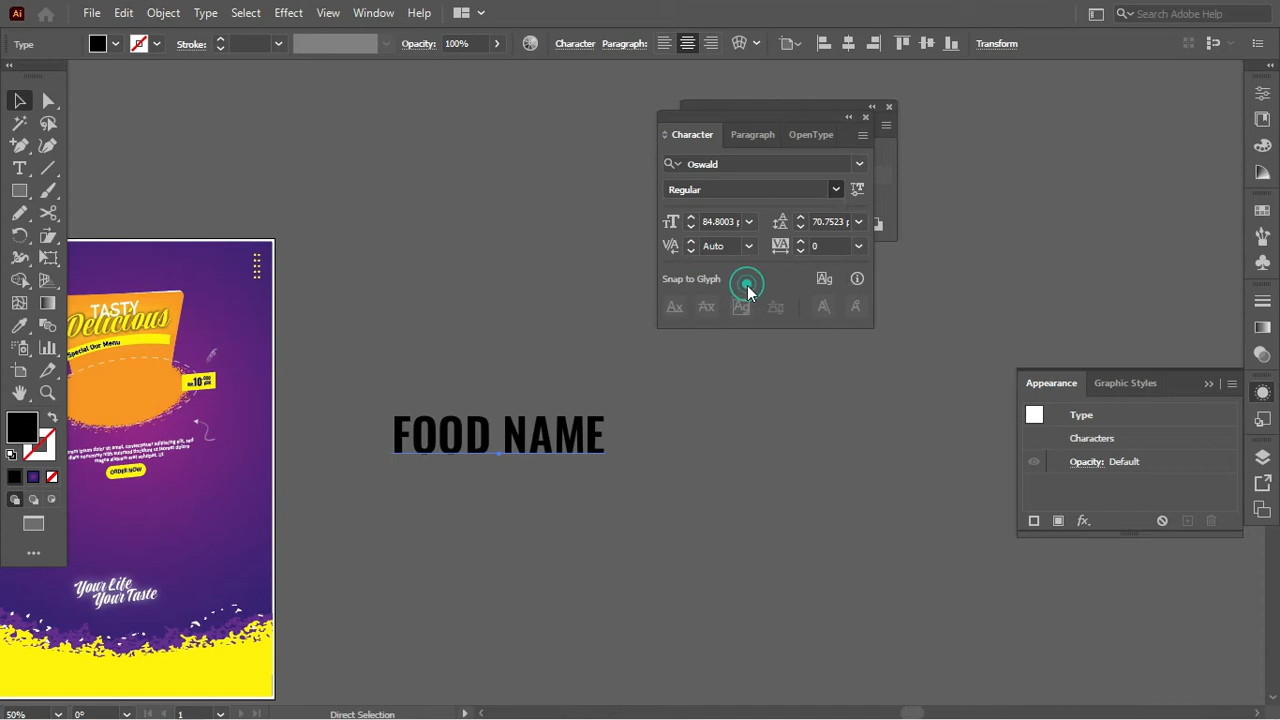 Ai File Edit Object Type Select Effect View Window Help Search Adobe Help
Type Stroke: Opacity: 100% Character Paragraph: Transform
Character Paragraph OpenType
Oswald
Regular
84.8003 p 70.7523 p
Auto 0
Snap to Glyph
TASTY
Delicious
Special Our Menu
10
FOOD NAME
ORDER NOW
Your Life
Your Taste
Appearance Graphic Styles
Type
Characters
Opacity: Default
fx.
50% 0° 1 Direct Selection